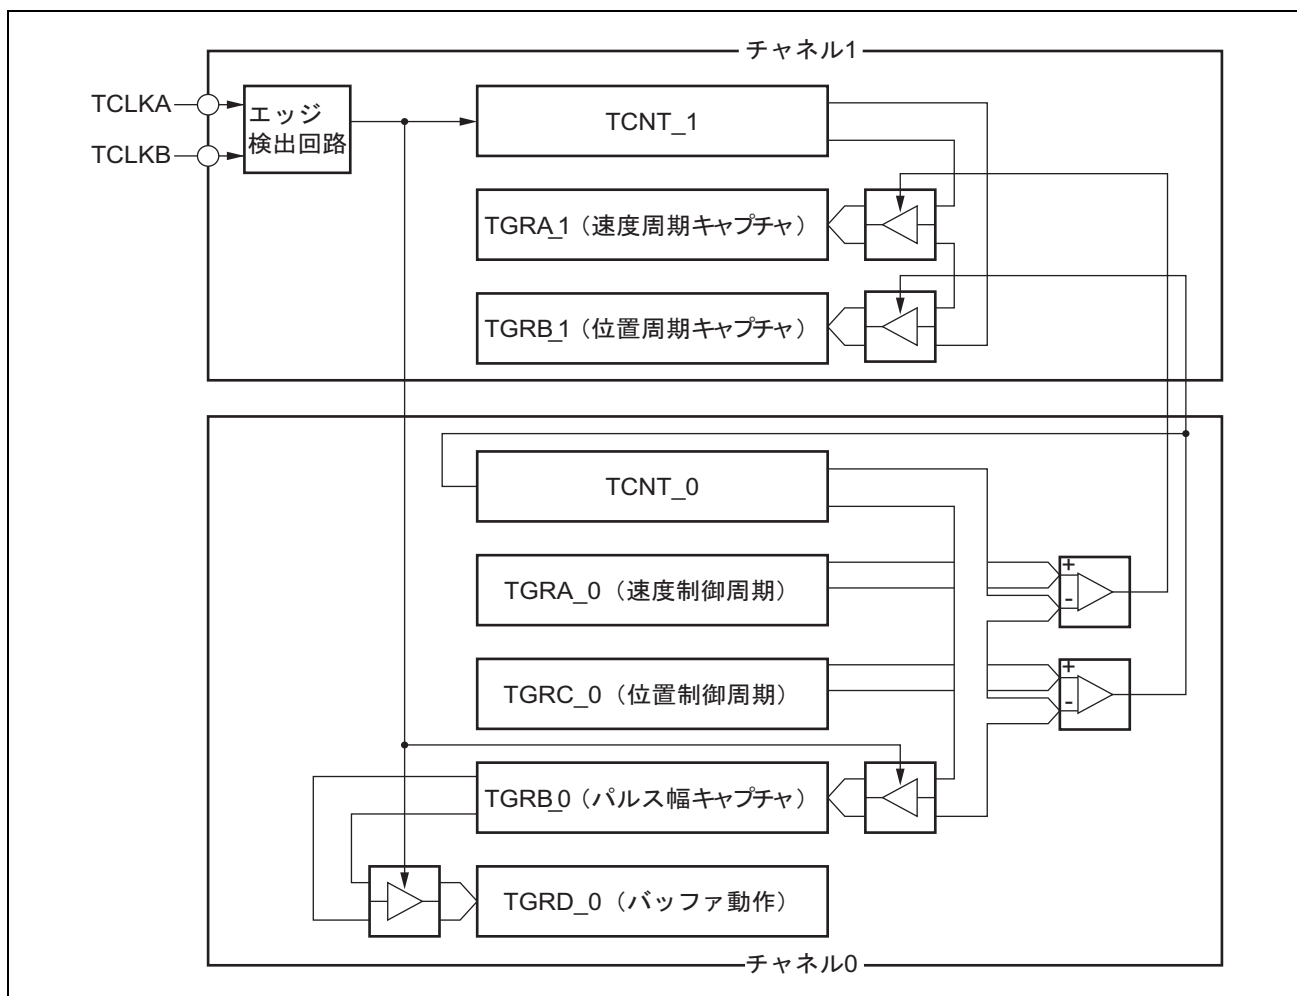 チャネル1
TCLKA
TCLKB
エッジ
検出回路
TCNT_1
TGRA_1（速度周期キャプチャ）
TGRB_1（位置周期キャプチャ）
TCNT_0
TGRA_0（速度制御周期）
+
-
TGRC_0（位置制御周期）
+
-
TGRB_0（パルス幅キャプチャ）
TGRD_0（バッファ動作）
チャネル0